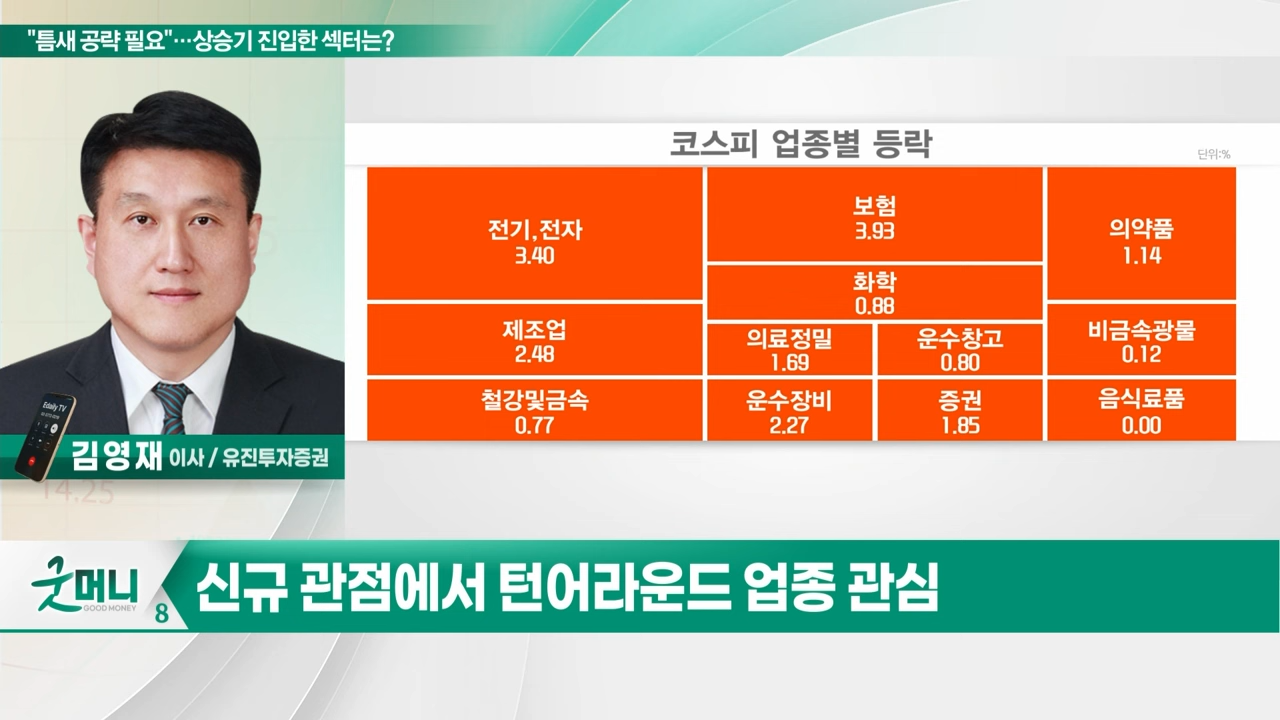 "틈새 공략 필요"…상승기 진입한 섹터는?
코스피 업종별 등락
단위:%
전기,전자
3.40
보험
3.93
의약품
1.14
화학
0.88
제조업
2.48
의료정밀
1.69
운수창고
0.80
비금속광물
0.12
철강및금속
0.77
운수장비
2.27
증권
1.85
음식료품
0.00
Edaily TV
김영재 이사 / 유진투자증권
14.25
굿머니
GOOD MONEY
8
신규 관점에서 턴어라운드 업종 관심